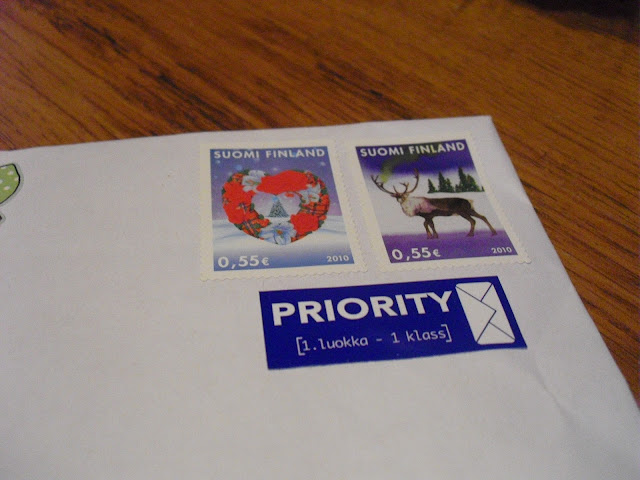 SUOMI FINLAND
0,55€ 2010
SUOMI FINLAND
0,55€ 2010
PRIORITY
[1.luokka - 1 klass]